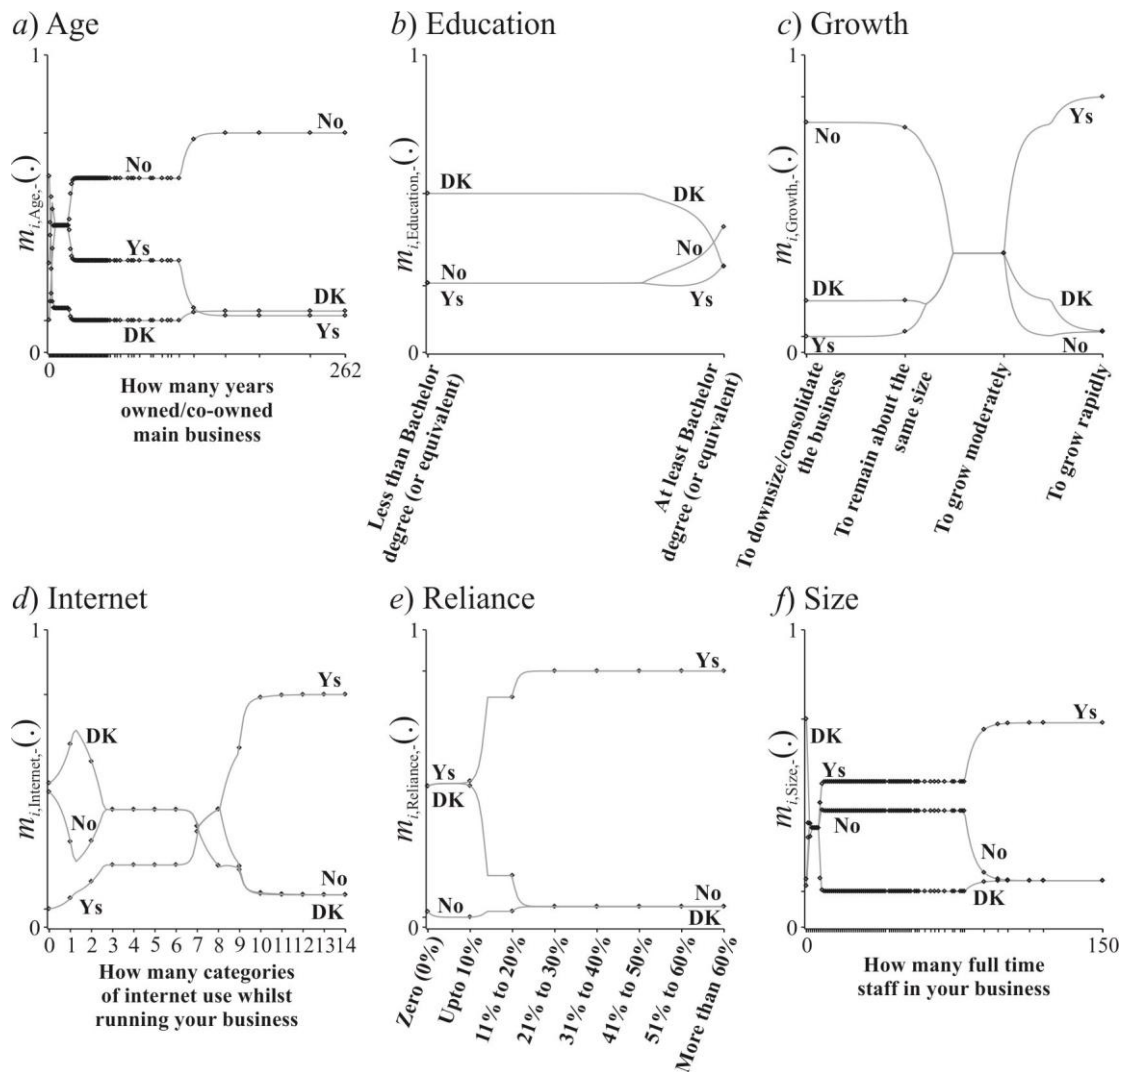 a) Age
1
m i,Age,-(.)
No
No
Ys
DK
DK
Ys
0
0
262
How many years
owned/co-owned
main business
b) Education
1
m i,Education,-(.)
DK
DK
No
No
Ys
Ys
0
Less than Bachelor
degree (or equivalent)
At least Bachelor
degree (or equivalent)
c) Growth
1
m i,Growth,-(.)
No
Ys
DK
DK
Ys
No
0
To downsize/consolidate
the business
To remain about the
same size
To grow moderately
To grow rapidly
d) Internet
1
m i,Internet,-(.)
DK
Ys
No
Ys
No
DK
0
0 1 2 3 4 5 6 7 8 9 10 11 12 13 14
How many categories
of internet use whilst
running your business
e) Reliance
1
m i,Reliance,-(.)
Ys
Ys
DK
No
No
DK
0
Zero (0%)
Upto 10%
11% to 20%
21% to 30%
31% to 40%
41% to 50%
51% to 60%
More than 60%
f) Size
1
m i,Size,-(.)
DK
Ys
Ys
No
No
DK
0
0
150
How many full time
staff in your business